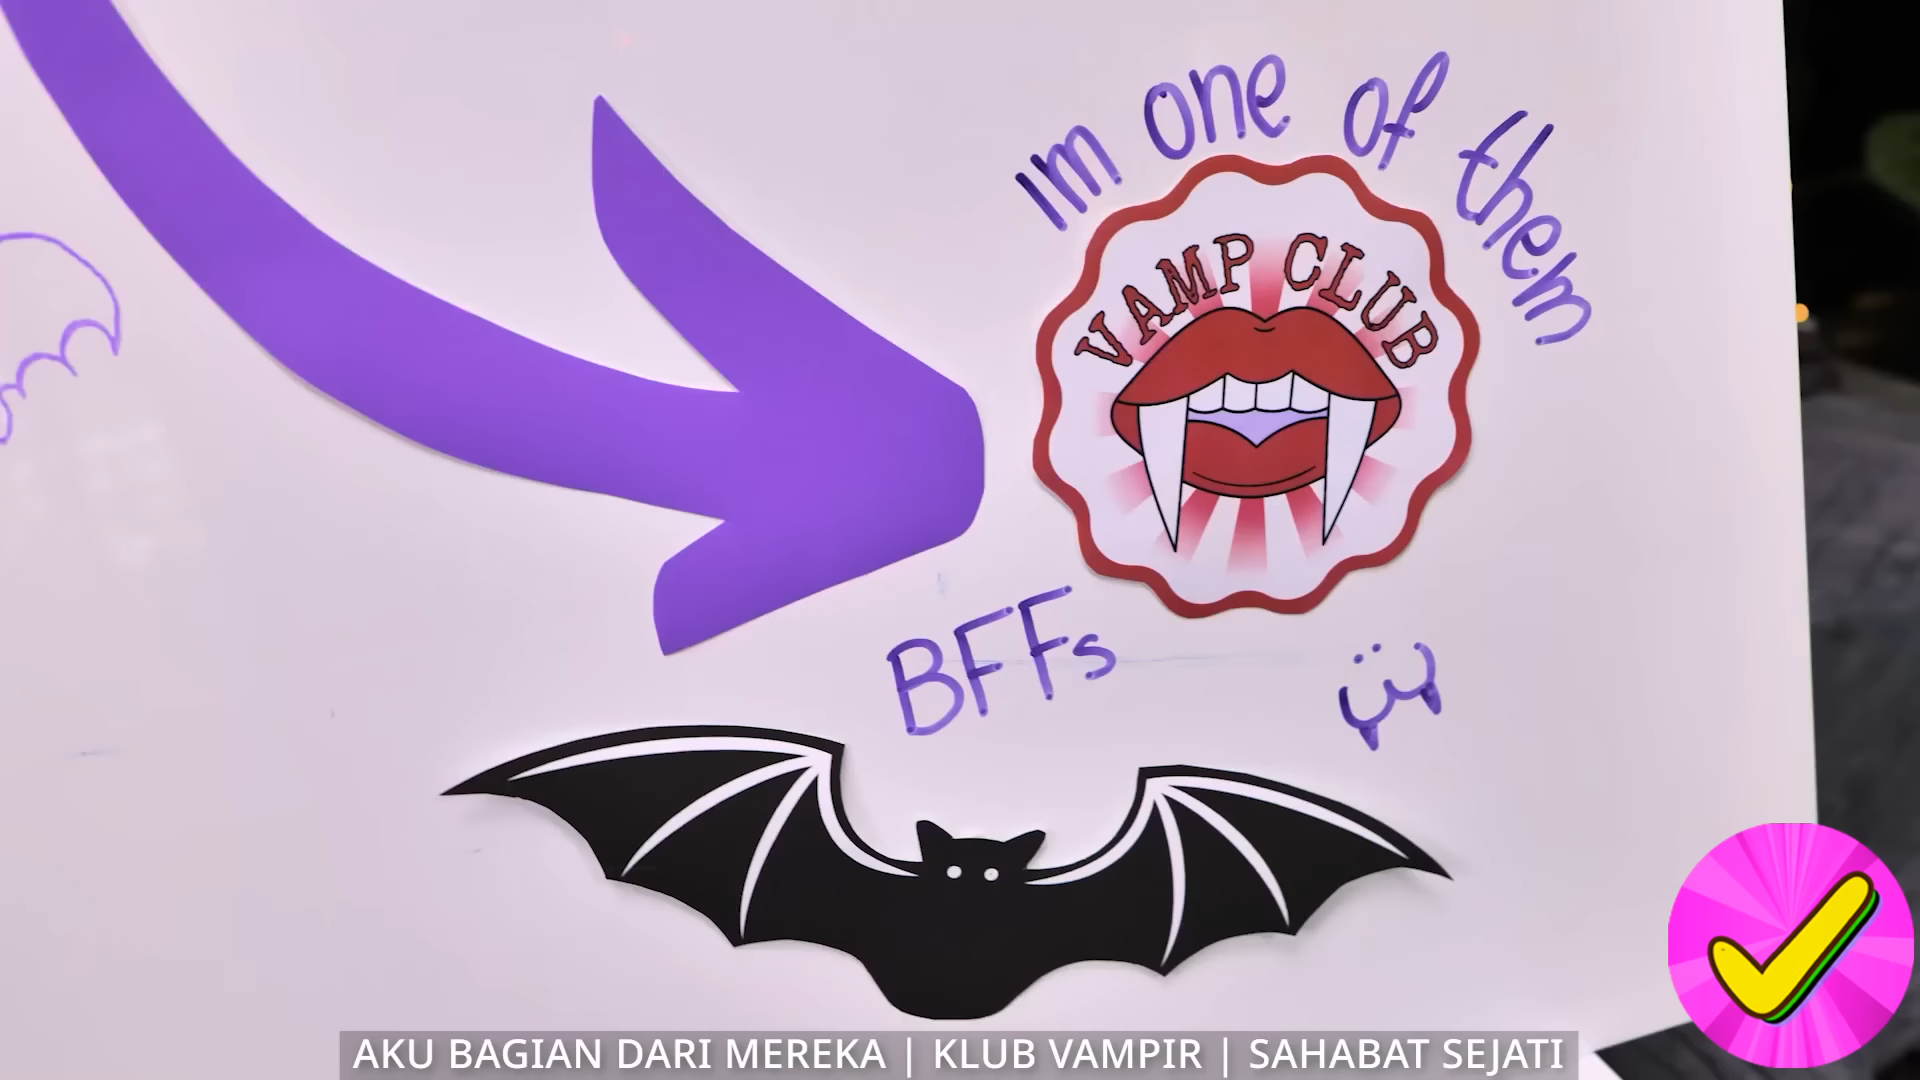 Im one of them
VAMP CLUB
BFFs
AKU BAGIAN DARI MEREKA | KLUB VAMPIR | SAHABAT SEJATI